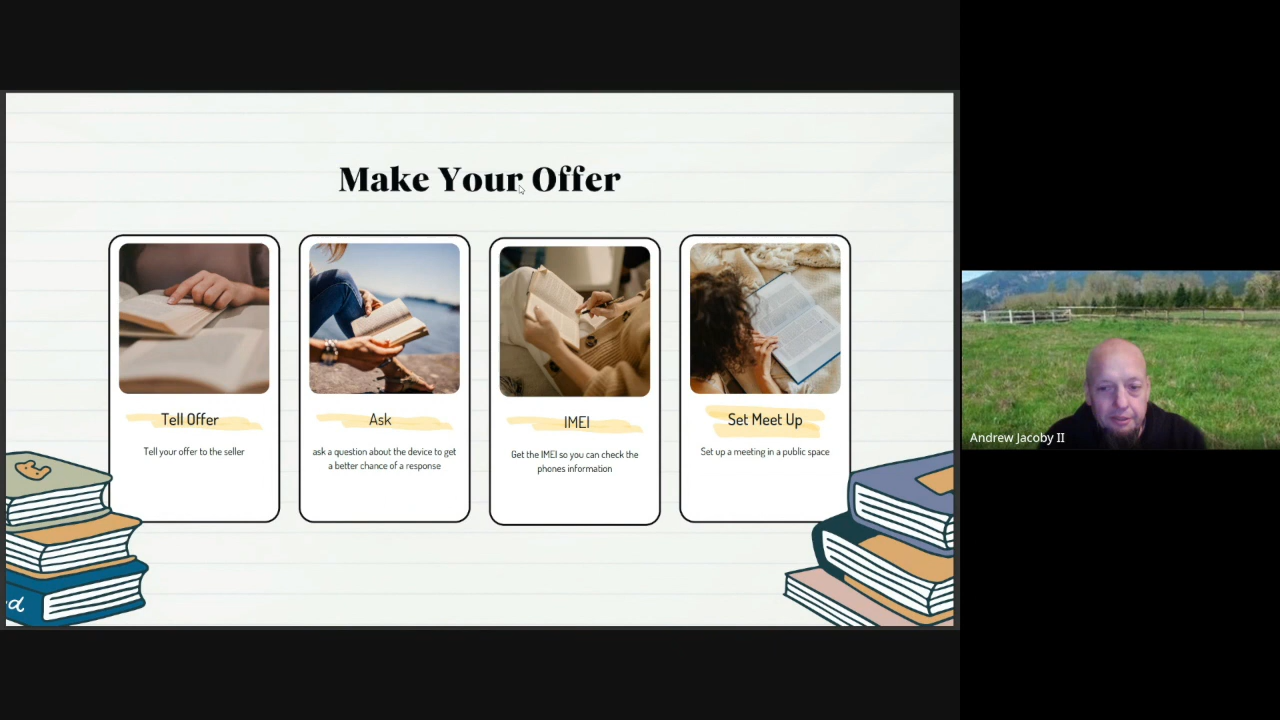 Make Your Offer
Tell Offer
Tell your offer to the seller
Ask
ask a question about the device to get
a better chance of a response
IMEI
Get the IMEI so you can check the
phones information
Set Meet Up
Set up a meeting in a public space
Andrew Jacoby II